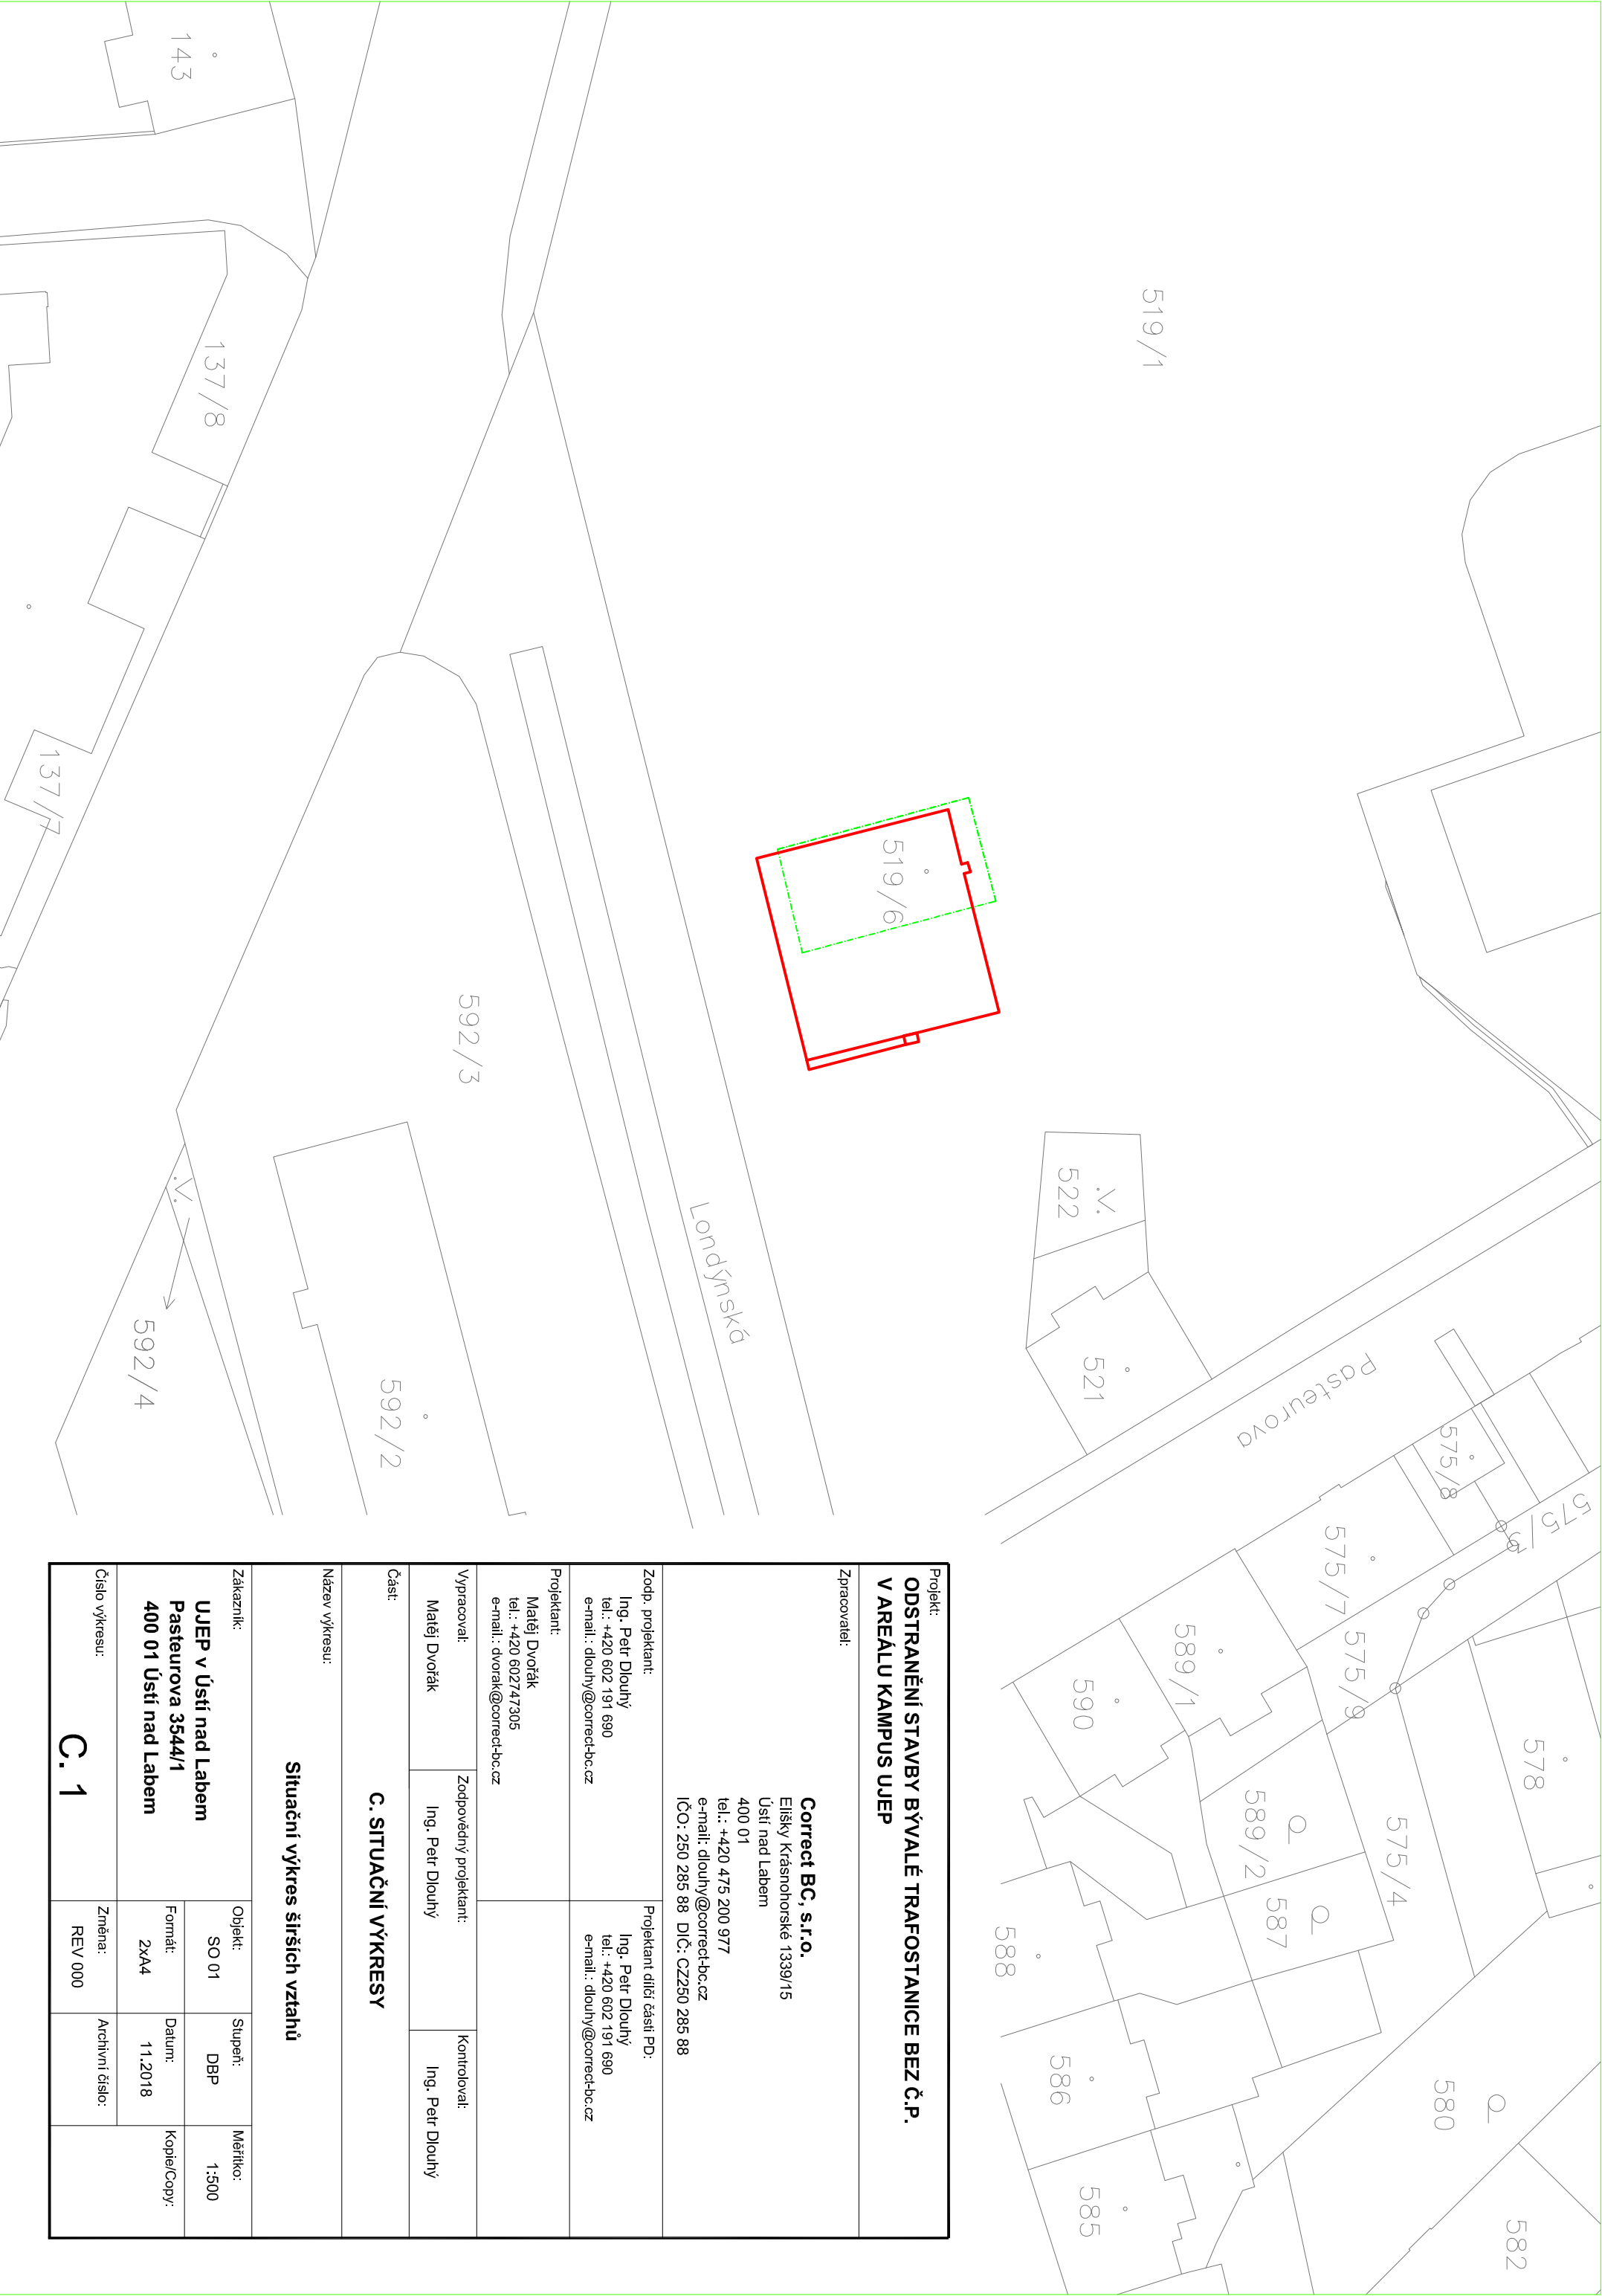 143
137/8
137/7
519/1
519/6
592/3
592/4
592/2
Londýnská
522
521
Pasteurova
575/8
575/3
575/7
575/9
589/1
590
578
575/4
589/2
587
588
586
580
585
582
Projekt:
ODSTRANĚNÍ STAVBY BÝVALÉ TRAFOSTANICE BEZ Č.P.
V AREÁLU KAMPUS UJEP
Zpracovatel:
Correct BC, s.r.o.
Elišky Krásnohorské 1339/15
Ústí nad Labem
400 01
tel.: +420 475 200 977
e-mail: dlouhy@correct-bc.cz
IČO: 250 285 88 DIČ: CZ250 285 88
Zodp. projektant:
Ing. Petr Dlouhý
tel.: +420 602 191 690
e-mail.: dlouhy@correct-bc.cz
Projektant dílčí části PD:
Ing. Petr Dlouhý
tel.: +420 602 191 690
e-mail.: dlouhy@correct-bc.cz
Projektant:
Matěj Dvořák
tel.: +420 602747305
e-mail.: dvorak@correct-bc.cz
Vypracoval:
Matěj Dvořák
Zodpovědný projektant:
Ing. Petr Dlouhý
Kontroloval:
Ing. Petr Dlouhý
Část:
C. SITUAČNÍ VÝKRESY
Název výkresu:
Situační výkres širších vztahů
Zákazník:
UJEP v Ústí nad Labem
Pasteurova 3544/1
400 01 Ústí nad Labem
Objekt:
SO 01
Stupeň:
DBP
Měřítko:
1:500
Formát:
2xA4
Datum:
11.2018
Kopie/Copy:
Číslo výkresu:
C. 1
Změna:
REV 000
Archivní číslo: